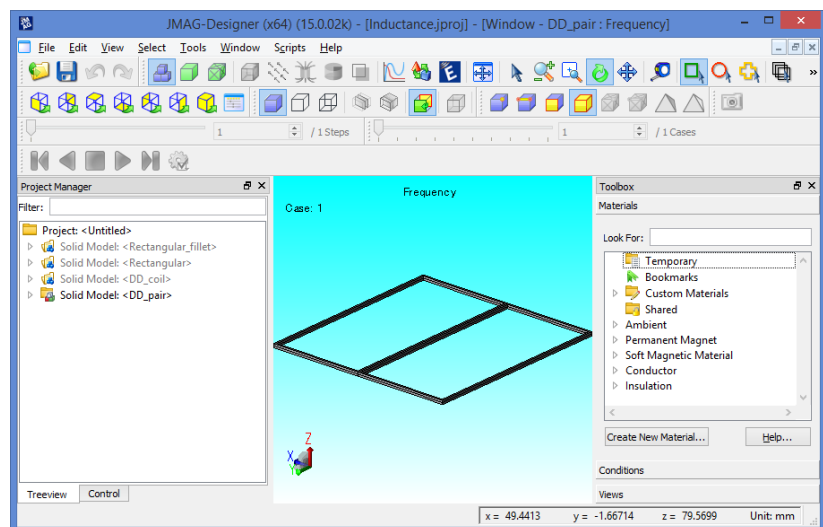 JMAG-Designer (x64) (15.0.02k) - [Inductance.jproj] - [Window - DD_pair : Frequency]
File Edit View Select Tools Window Scripts Help
»
1 / 1 Steps 1 / 1 Cases
Project Manager
Filter:
Project: <Untitled>
Solid Model: <Rectangular_fillet>
Solid Model: <Rectangular>
Solid Model: <DD_coil>
Solid Model: <DD_pair>
Treeview Control
Frequency
Case: 1
Z
X
Y
Toolbox
Materials
Look For:
Temporary
Bookmarks
Custom Materials
Shared
Ambient
Permanent Magnet
Soft Magnetic Material
Conductor
Insulation
Create New Material... Help...
Conditions
Views
x = 49.4413 y = -1.66714 z = 79.5699 Unit: mm